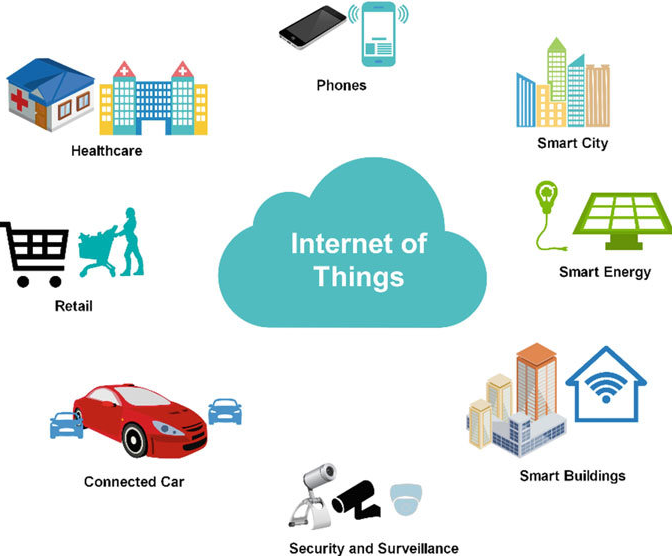 Phones
Healthcare
Smart City
Internet of
Things
Smart Energy
Retail
Smart Buildings
Connected Car
Security and Surveillance